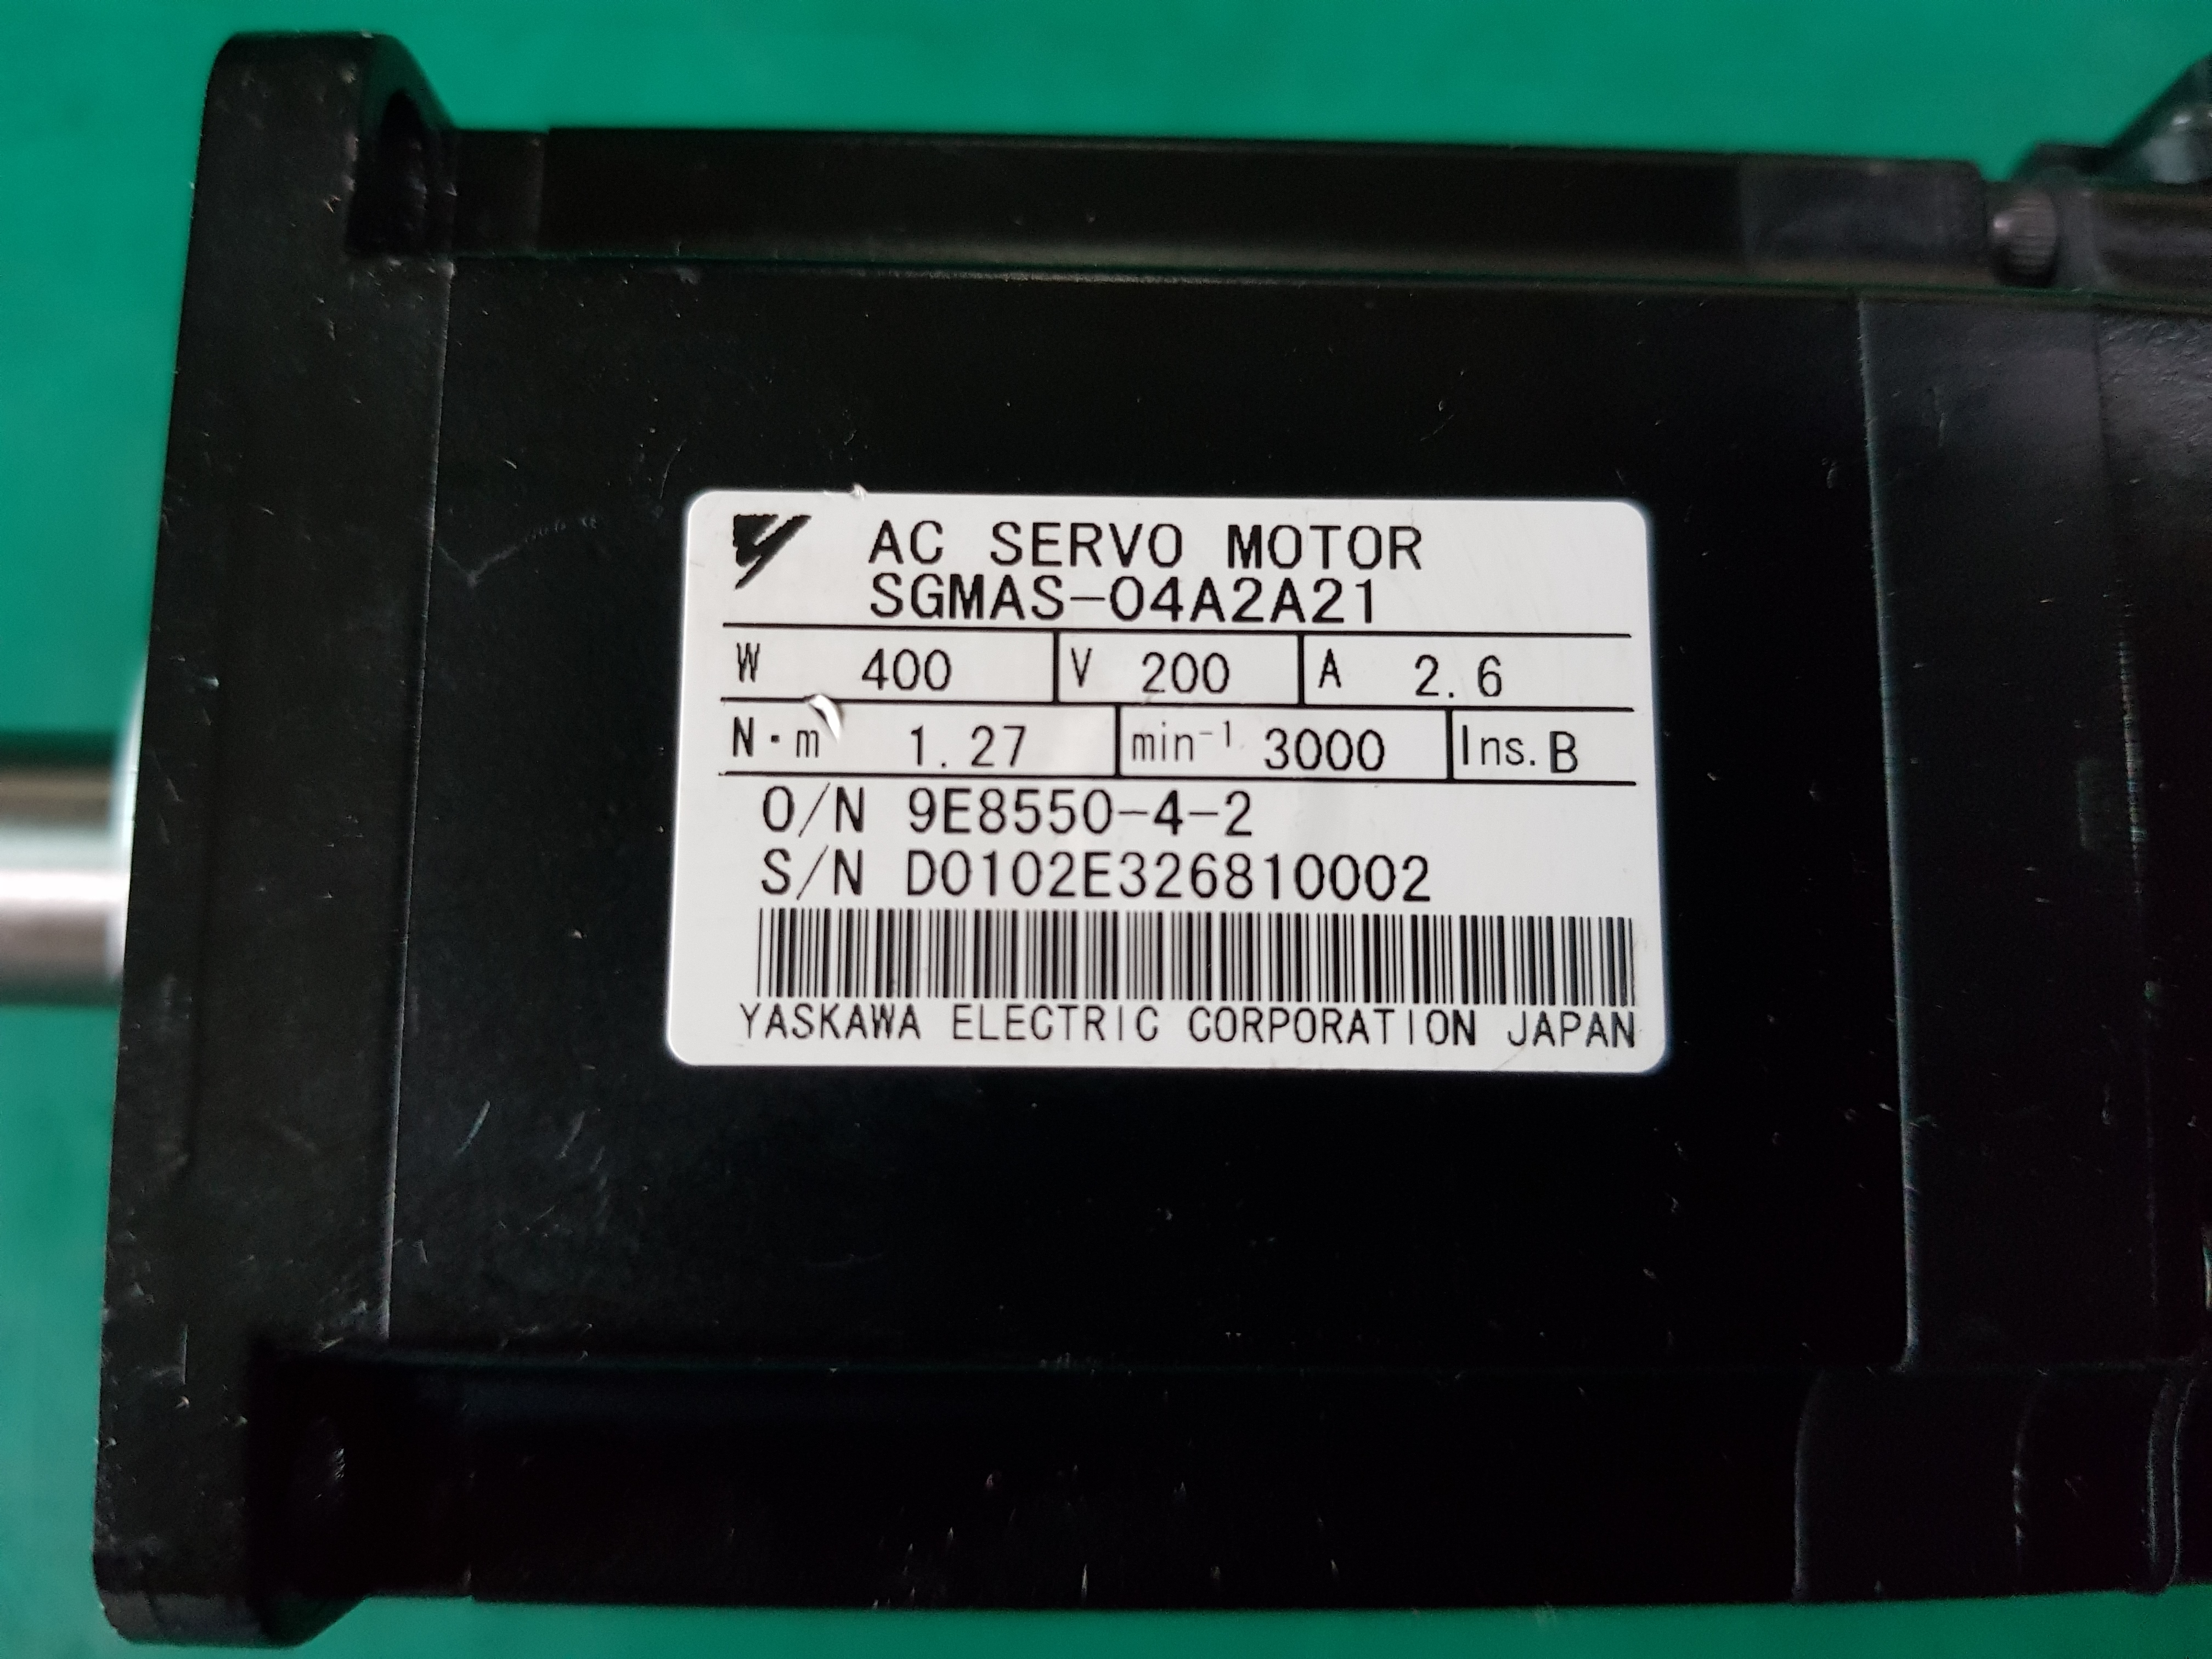 AC SERVO MOTOR
SGMAS-04A2A21
W 400 V 200 A 2.6
N·m 1.27 min⁻¹ 3000 Ins. B
O/N 9E8550-4-2
S/N D0102E326810002
YASKAWA ELECTRIC CORPORATION JAPAN